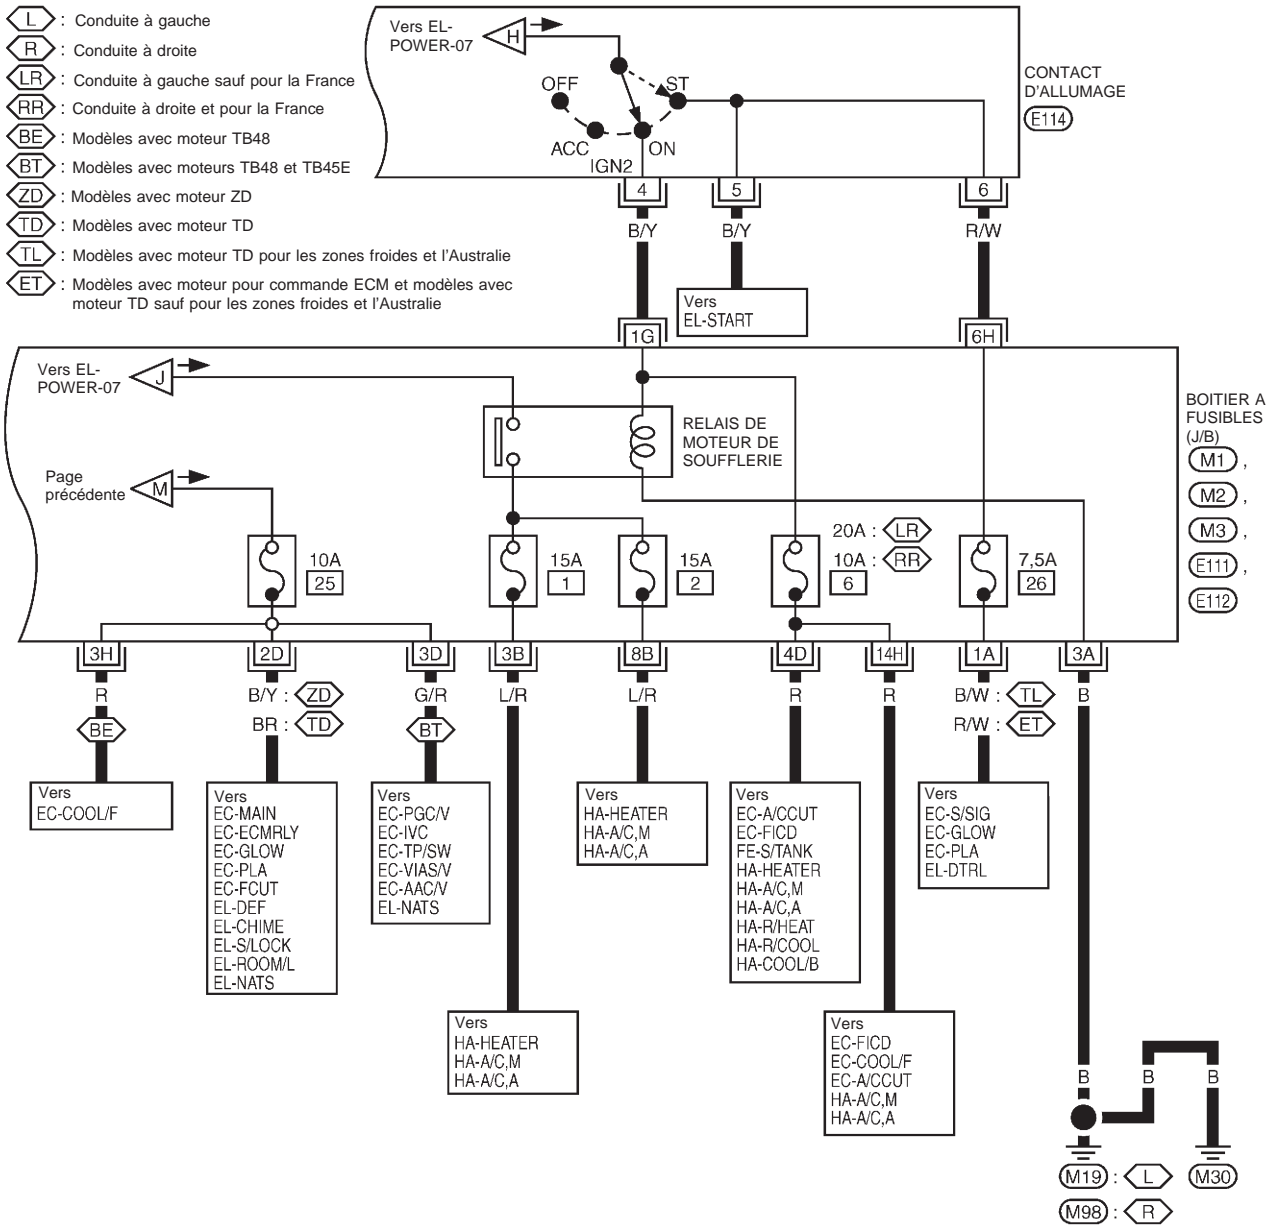 L : Conduite à gauche
R : Conduite à droite
LR : Conduite à gauche sauf pour la France
RR : Conduite à droite et pour la France
BE : Modèles avec moteur TB48
BT : Modèles avec moteurs TB48 et TB45E
ZD : Modèles avec moteur ZD
TD : Modèles avec moteur TD
TL : Modèles avec moteur TD pour les zones froides et l'Australie
ET : Modèles avec moteur pour commande ECM et modèles avec
moteur TD sauf pour les zones froides et l'Australie
Vers EL-
POWER-07
H
OFF
ST
ACC
ON
IGN2
CONTACT
D'ALLUMAGE
E114
4
5
6
B/Y
B/Y
R/W
Vers
EL-START
1G
6H
Vers EL-
POWER-07
J
RELAIS DE
MOTEUR DE
SOUFFLERIE
BOITIER A
FUSIBLES
(J/B)
M1 ,
M2 ,
M3 ,
E111 ,
E112
Page
précédente
M
10A
25
15A
1
15A
2
20A : LR
10A : RR
6
7,5A
26
3H
2D
3D
3B
8B
4D
14H
1A
3A
R
B/Y : ZD
G/R
L/R
L/R
R
R
B/W : TL
B
BE
BR : TD
BT
R/W : ET
Vers
EC-COOL/F
Vers
EC-MAIN
EC-ECMRLY
EC-GLOW
EC-PLA
EC-FCUT
EL-DEF
EL-CHIME
EL-S/LOCK
EL-ROOM/L
EL-NATS
Vers
EC-PGC/V
EC-IVC
EC-TP/SW
EC-VIAS/V
EC-AAC/V
EL-NATS
Vers
HA-HEATER
HA-A/C,M
HA-A/C,A
Vers
EC-A/CCUT
EC-FICD
FE-S/TANK
HA-HEATER
HA-A/C,M
HA-A/C,A
HA-R/HEAT
HA-R/COOL
HA-COOL/B
Vers
EC-S/SIG
EC-GLOW
EC-PLA
EL-DTRL
Vers
HA-HEATER
HA-A/C,M
HA-A/C,A
Vers
EC-FICD
EC-COOL/F
EC-A/CCUT
HA-A/C,M
HA-A/C,A
B
B
B
M19 : L
M30
M98 : R